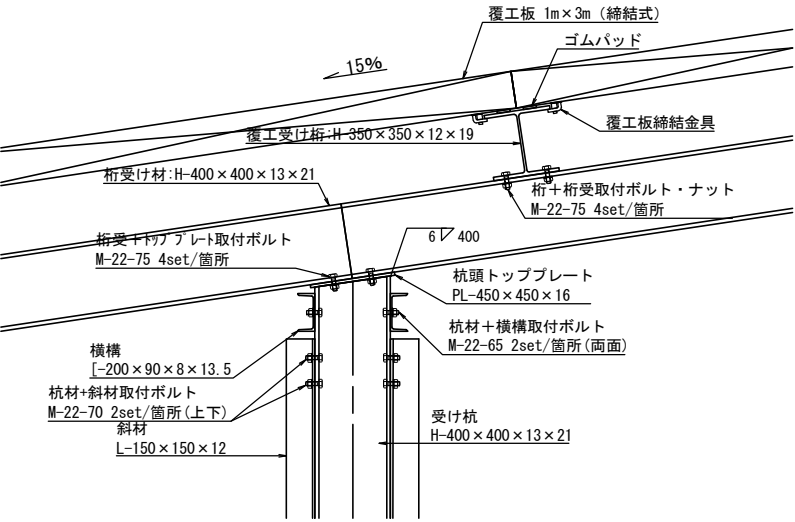 覆工板 1m×3m（締結式）
ゴムパッド
15%
覆工板締結金具
覆工受け桁:H-350×350×12×19
桁受け材:H-400×400×13×21
桁＋桁受取付ボルト・ナット
M-22-75 4set/箇所
桁受＋トップ プレート取付ボルト
M-22-75 4set/箇所
6 400
杭頭トッププレート
PL-450×450×16
杭材＋横構取付ボルト
M-22-65 2set/箇所(両面)
横構
[-200×90×8×13.5
杭材+斜材取付ボルト
M-22-70 2set/箇所(上下)
斜材
L-150×150×12
受け杭
H-400×400×13×21